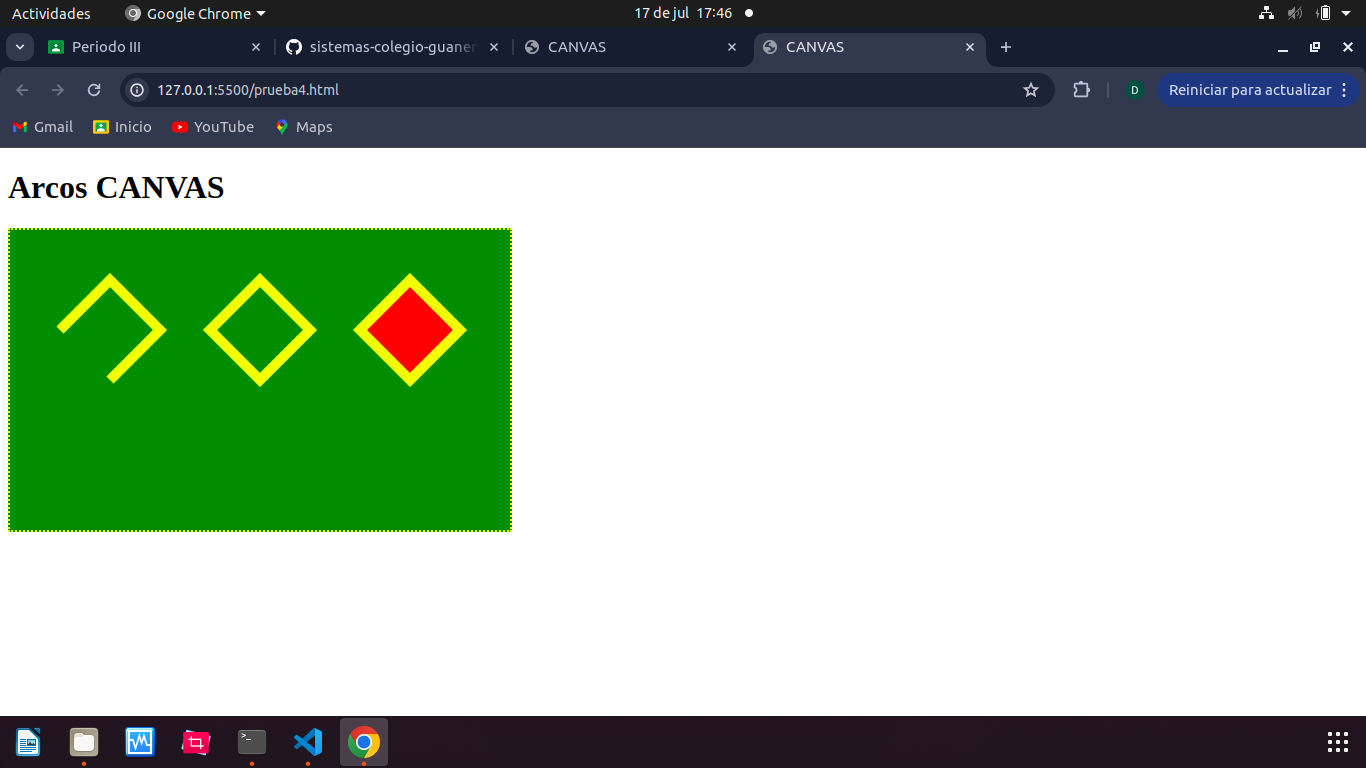 Actividades Google Chrome 17 de jul 17:46
Periodo III sistemas-colegio-guaner CANVAS CANVAS
127.0.0.1:5500/prueba4.html D Reiniciar para actualizar
Gmail Inicio YouTube Maps
Arcos CANVAS